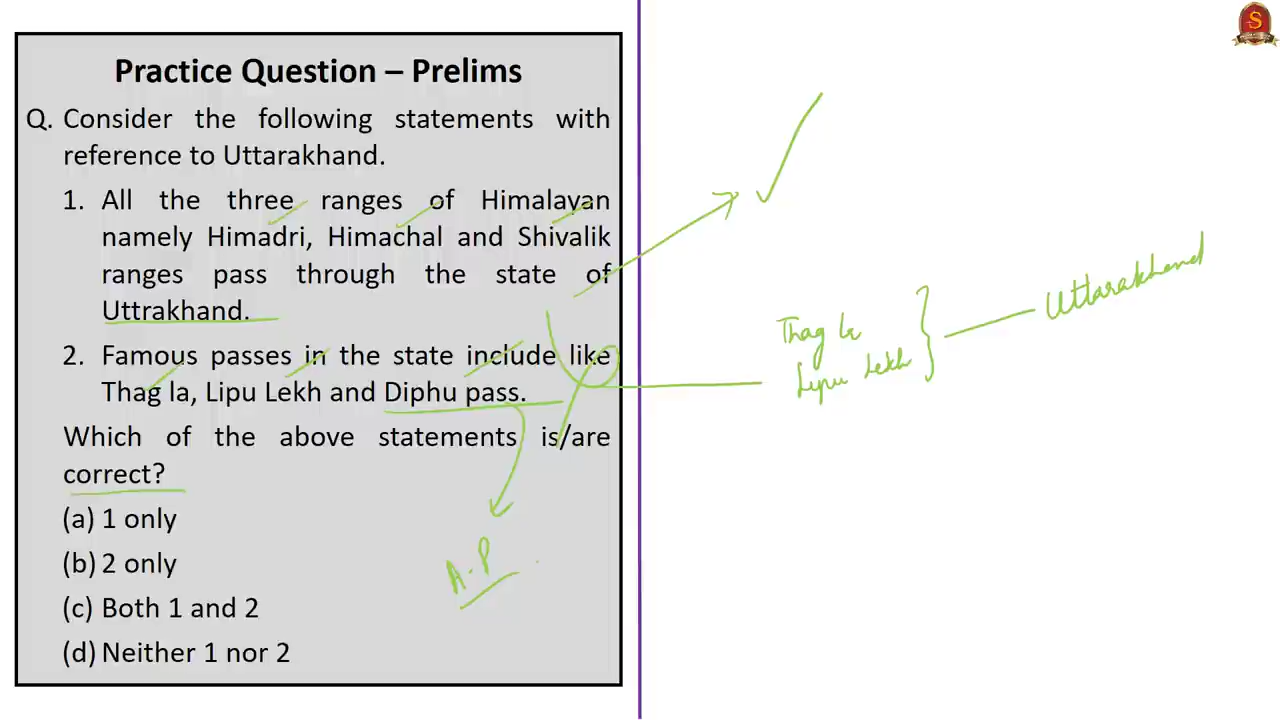 Practice Question – Prelims
Q. Consider the following statements with
reference to Uttarakhand.
1. All the three ranges of Himalayan
namely Himadri, Himachal and Shivalik
ranges pass through the state of
Uttrakhand.
2. Famous passes in the state include like
Thag la, Lipu Lekh and Diphu pass.
Which of the above statements is/are
correct?
(a) 1 only
(b) 2 only
(c) Both 1 and 2
(d) Neither 1 nor 2
A.P
Thag la
Lipu Lekh
Uttarakhand
S